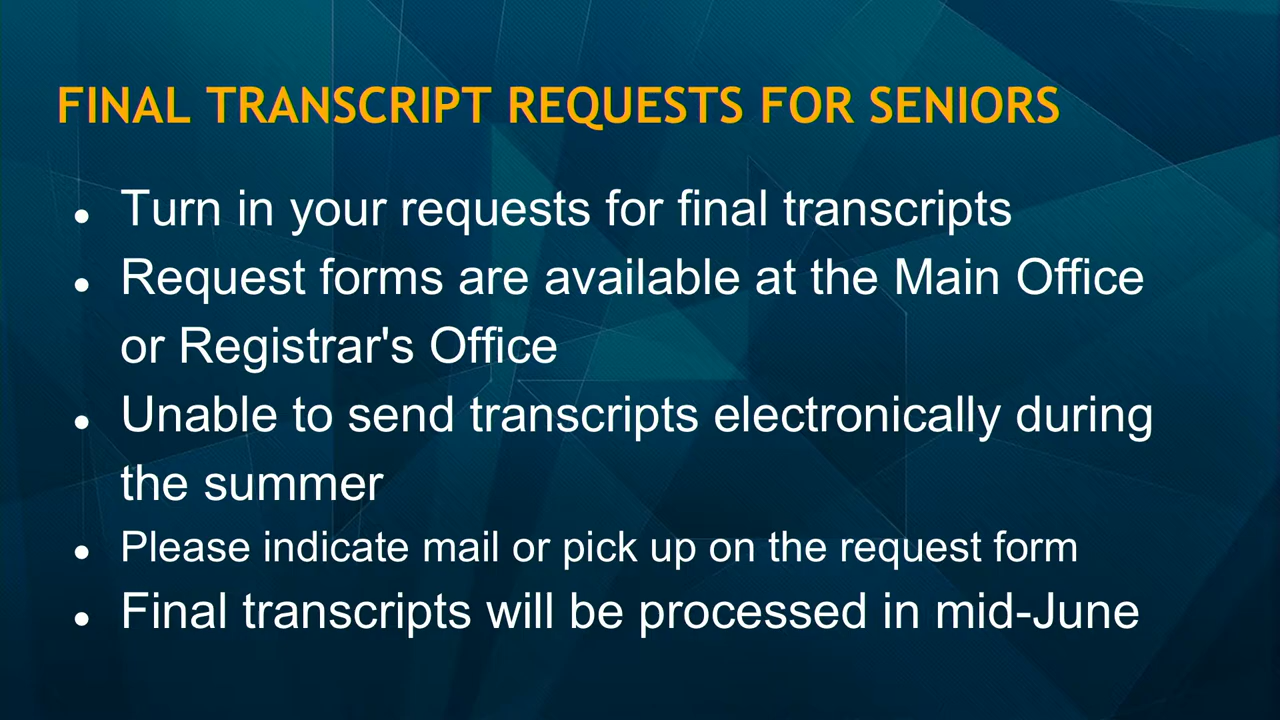 FINAL TRANSCRIPT REQUESTS FOR SENIORS
• Turn in your requests for final transcripts
• Request forms are available at the Main Office
or Registrar's Office
• Unable to send transcripts electronically during
the summer
• Please indicate mail or pick up on the request form
• Final transcripts will be processed in mid-June